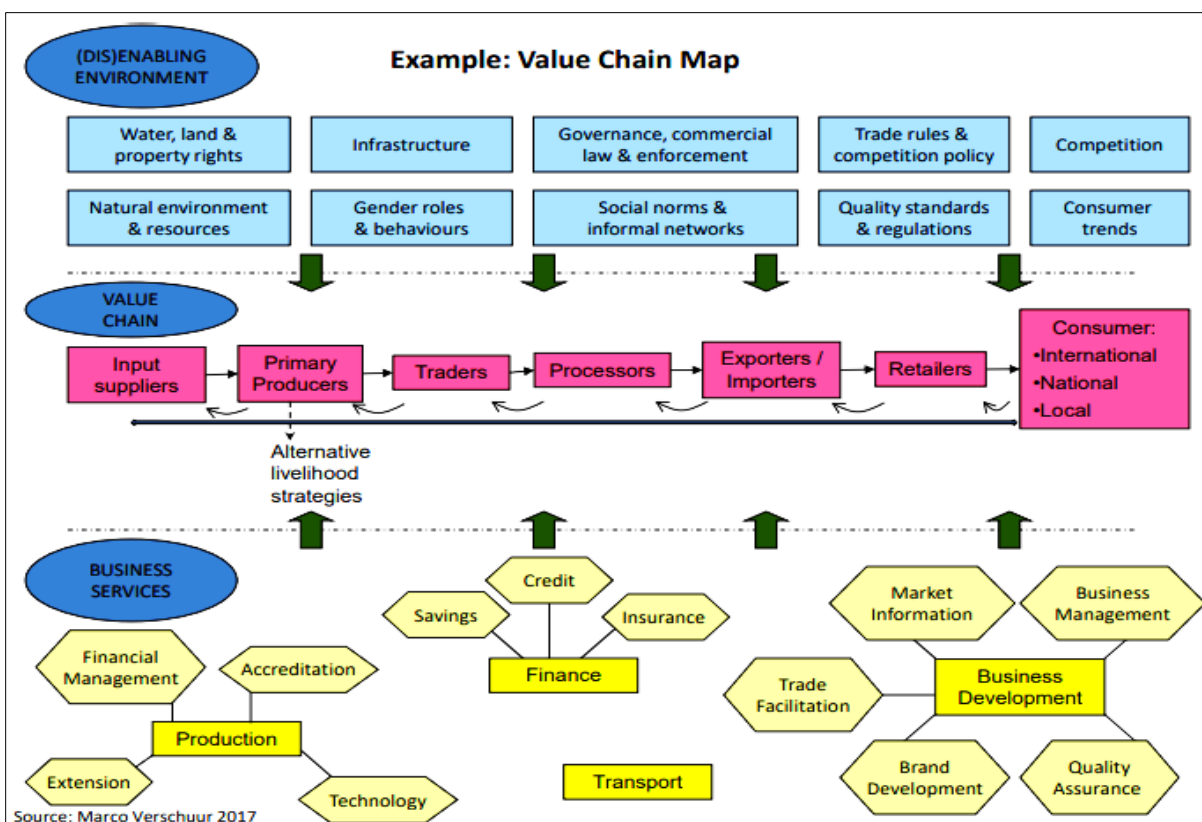 (DIS)ENABLING
ENVIRONMENT
Example: Value Chain Map
Water, land &
property rights
Infrastructure
Governance, commercial
law & enforcement
Trade rules &
competition policy
Competition
Natural environment
& resources
Gender roles
& behaviours
Social norms &
informal networks
Quality standards
& regulations
Consumer
trends
VALUE
CHAIN
Input
suppliers
Primary
Producers
Traders
Processors
Exporters /
Importers
Retailers
Consumer:
•International
•National
•Local
Alternative
livelihood
strategies
BUSINESS
SERVICES
Financial
Management
Accreditation
Production
Extension
Technology
Savings
Credit
Insurance
Finance
Transport
Market
Information
Business
Management
Trade
Facilitation
Business
Development
Brand
Development
Quality
Assurance
Source: Marco Verschuur 2017